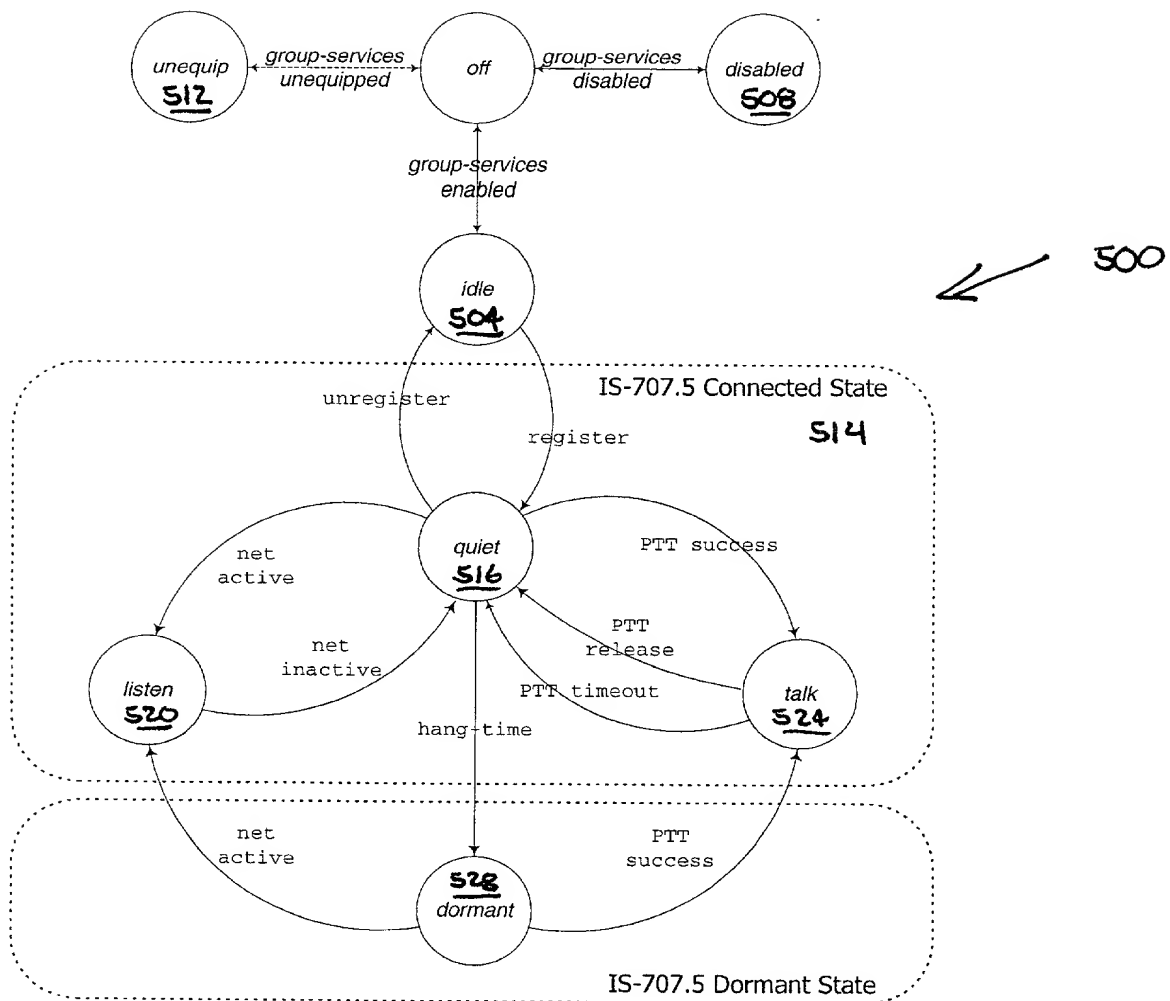 unequip
512
group-services
unequipped
off
group-services
disabled
disabled
508
group-services
enabled
idle
504
500
IS-707.5 Connected State
514
unregister
register
quiet
516
net
active
PTT success
net
inactive
PTT
release
PTT timeout
listen
520
talk
524
hang-time
net
active
PTT
success
528
dormant
IS-707.5 Dormant State